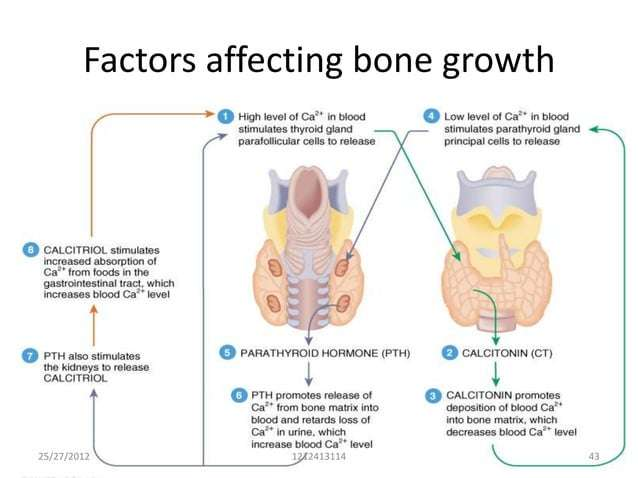 Factors affecting bone growth
1 High level of Ca2+ in blood
stimulates thyroid gland
parafollicular cells to release
4 Low level of Ca2+ in blood
stimulates parathyroid gland
principal cells to release
8 CALCITRIOL stimulates
increased absorption of
Ca2+ from foods in the
gastrointestinal tract, which
increases blood Ca2+ level
7 PTH also stimulates
the kidneys to release
CALCITRIOL
5 PARATHYROID HORMONE (PTH)
2 CALCITONIN (CT)
6 PTH promotes release of
Ca2+ from bone matrix into
blood and retards loss of
Ca2+ in urine, which
increase blood Ca2+ level
3 CALCITONIN promotes
deposition of blood Ca2+
into bone matrix, which
decreases blood Ca2+ level
25/27/2012
1212413114
43